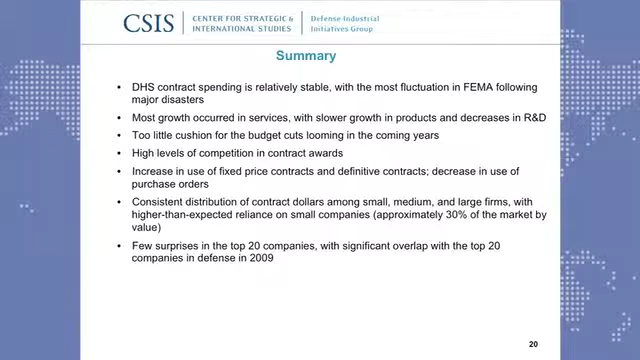 CSIS
CENTER FOR STRATEGIC &
INTERNATIONAL STUDIES
Defense-Industrial
Initiatives Group
Summary
• DHS contract spending is relatively stable, with the most fluctuation in FEMA following
major disasters
• Most growth occurred in services, with slower growth in products and decreases in R&D
• Too little cushion for the budget cuts looming in the coming years
• High levels of competition in contract awards
• Increase in use of fixed price contracts and definitive contracts; decrease in use of
purchase orders
• Consistent distribution of contract dollars among small, medium, and large firms, with
higher-than-expected reliance on small companies (approximately 30% of the market by
value)
• Few surprises in the top 20 companies, with significant overlap with the top 20
companies in defense in 2009
20